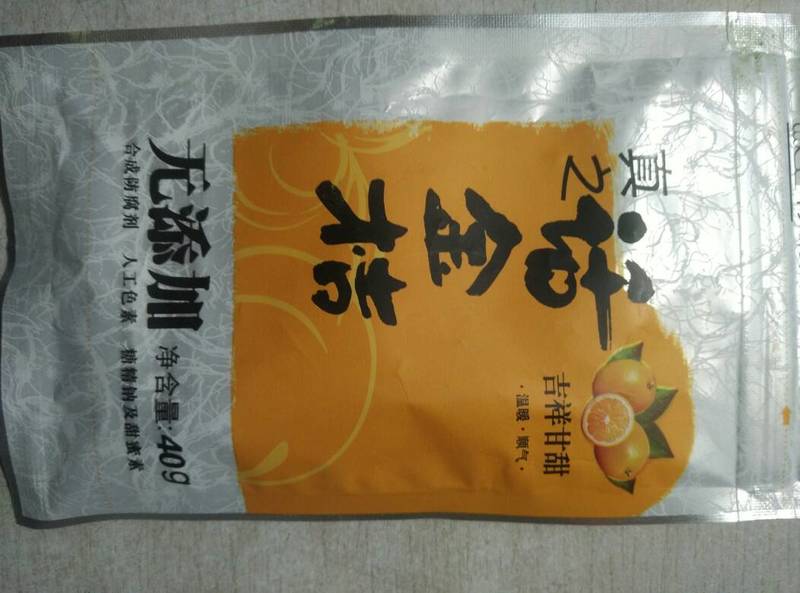 真之
话金桔
吉祥甘甜
·温暖·顺气·
无添加
净含量:40g
合成防腐剂 人工色素 糖精钠及甜蜜素